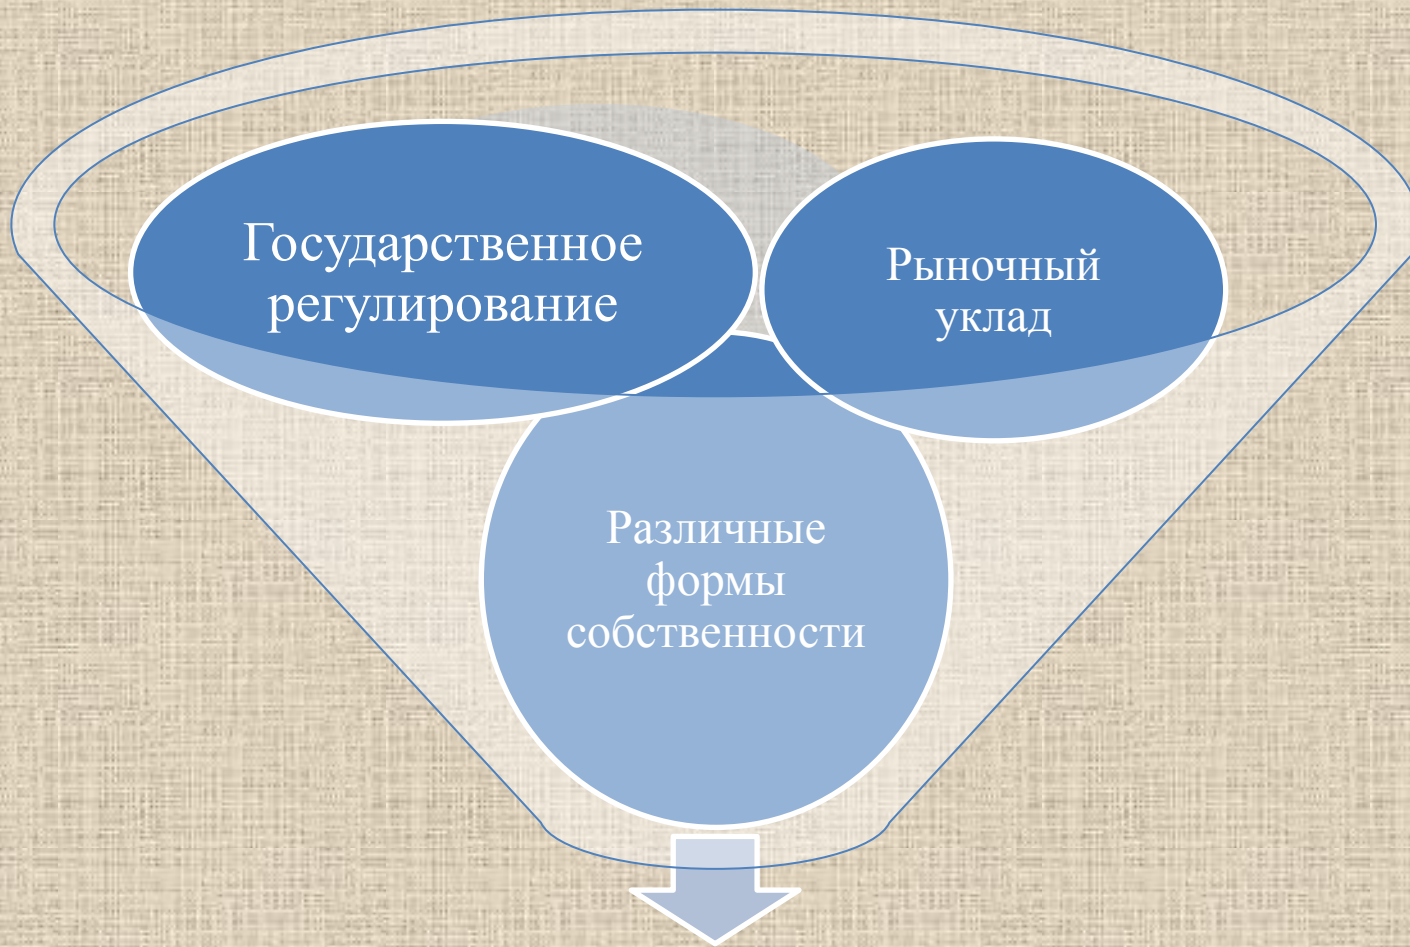 Государственное
регулирование
Рыночный
уклад
Различные
формы
собственности